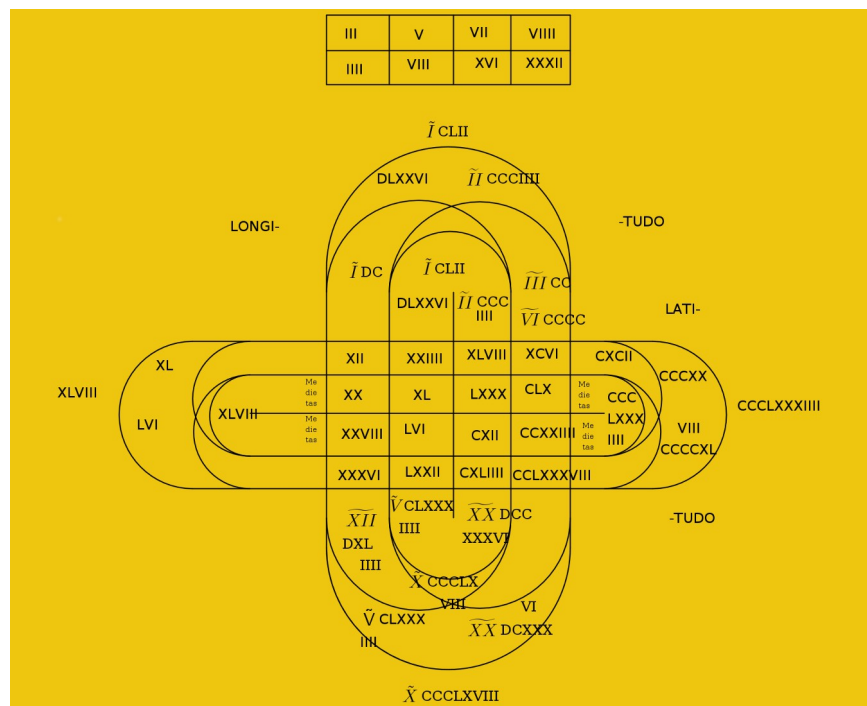 III V VII VIIII
IIII VIII XVI XXXII
Ĩ CLII
DLXXVI ĨĨ CCCIIII
LONGI- -TUDO
Ĩ DC Ĩ CLII ĨĨĨ CC
DLXXVI ĨĨ CCC
IIII
ṼĨ CCCC
LATI-
XII XXIIII XLVIII XCVI CXCII
XL CCCXX
XLVIII
Me
die
tas
XX XL LXXX CLX
Me
die
tas
CCC
LXXX
IIII
XLVIII
CCCLXXXIIII
LVI
Me
die
tas
XXVIII LVI CXII CCXXIIII
Me
die
tas
VIII
CCCCXL
XXXVI LXXII CXLIIII CCLXXXVIII
Ṽ CLXXX
IIII
X̃X̃ DCC
XXXVI
X̃ĨĨ
DXL
IIII
-TUDO
X̃ CCCLX
VIII
Ṽ CLXXX
IIII
VI
X̃X̃ DCXXX
X̃ CCCLXVIII